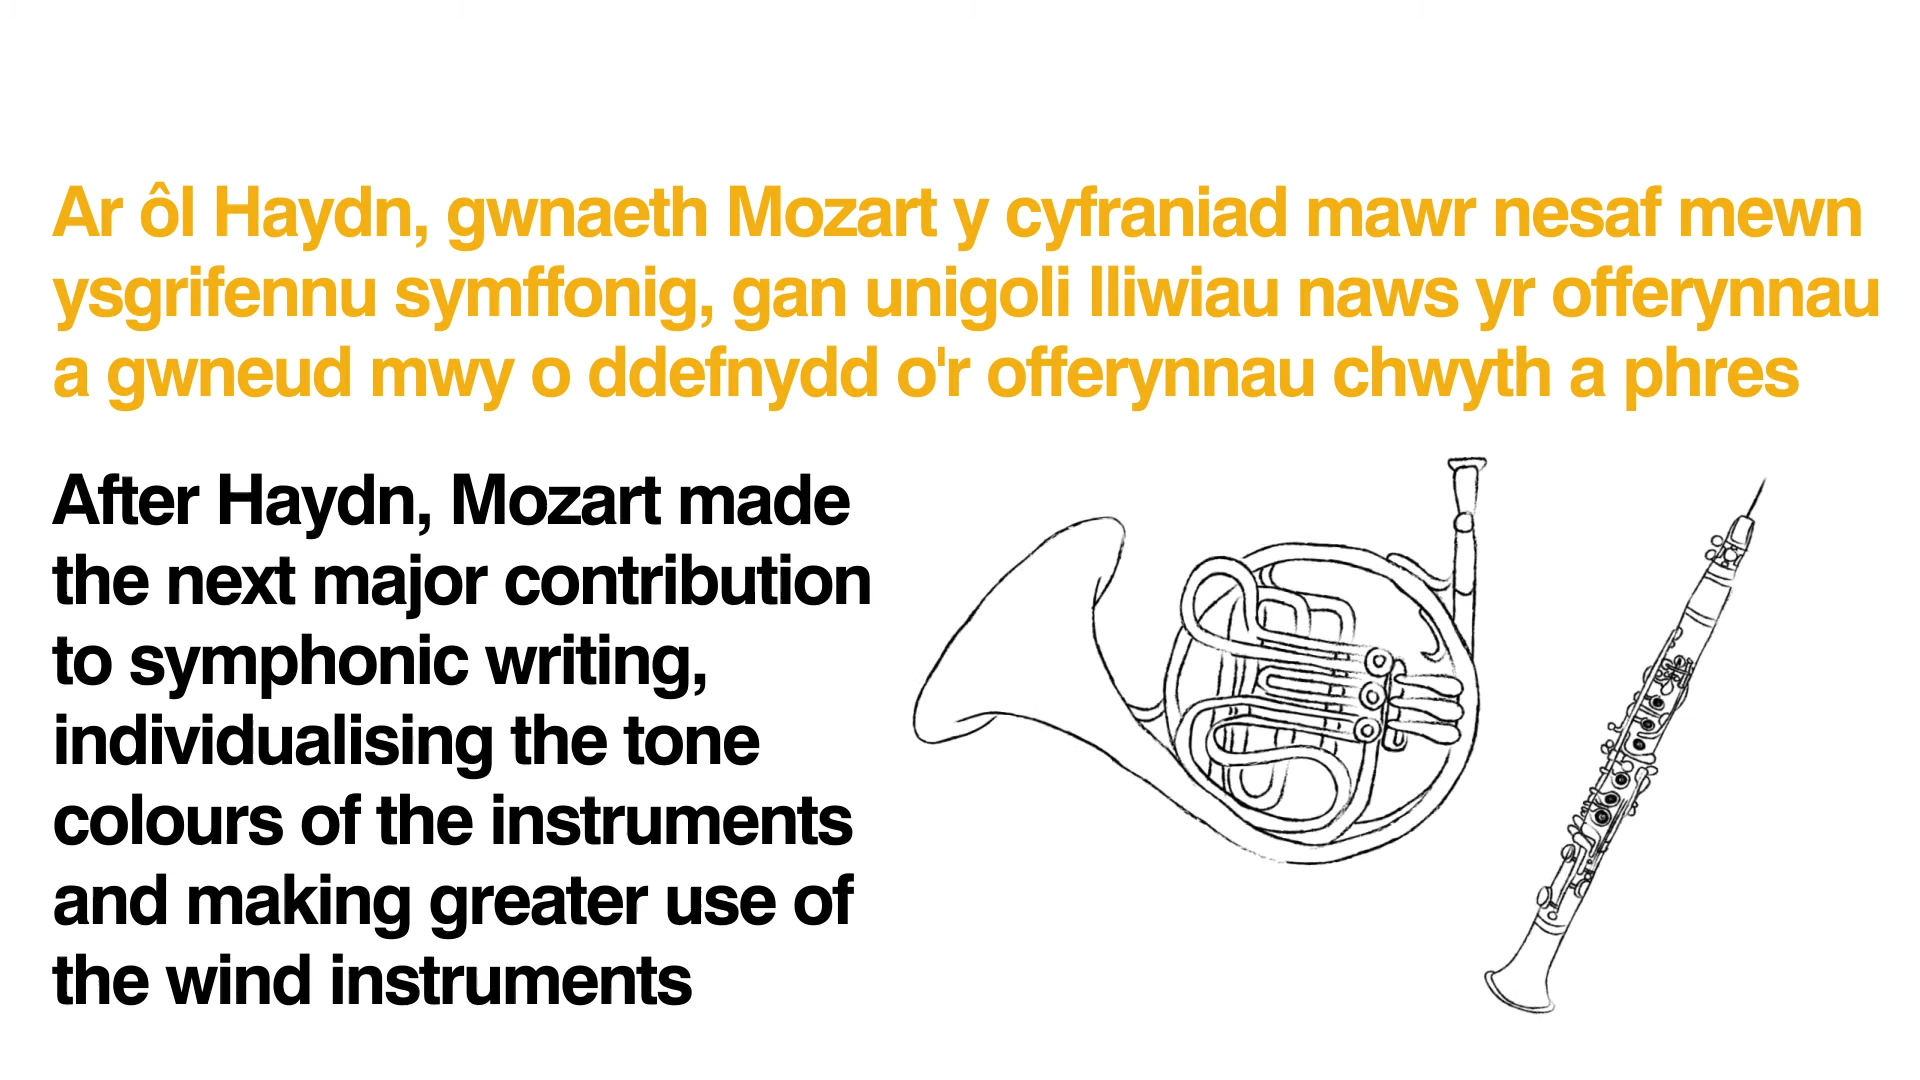 Ar ôl Haydn, gwnaeth Mozart y cyfraniad mawr nesaf mewn
ysgrifennu symffonig, gan unigoli lliwiau naws yr offerynnau
a gwneud mwy o ddefnydd o'r offerynnau chwyth a phres
After Haydn, Mozart made
the next major contribution
to symphonic writing,
individualising the tone
colours of the instruments
and making greater use of
the wind instruments